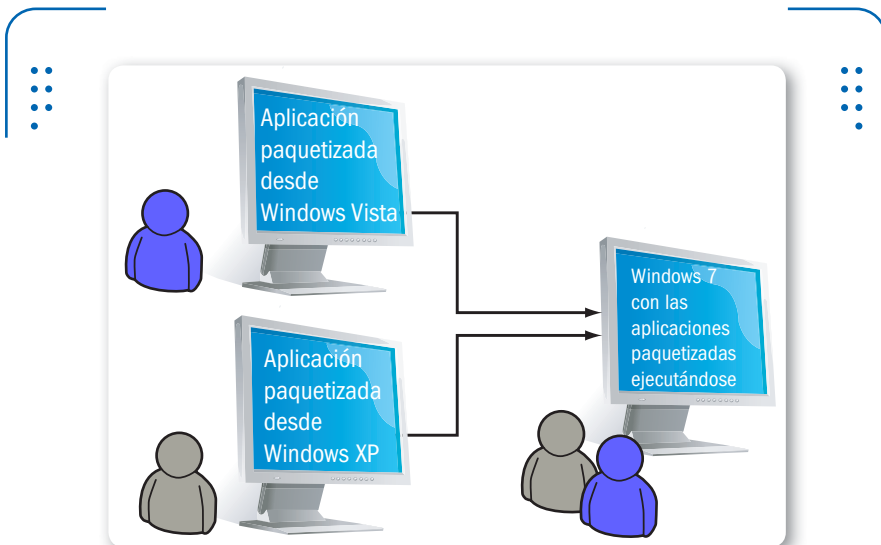 Aplicación
paquetizada
desde
Windows Vista
Aplicación
paquetizada
desde
Windows XP
Windows 7
con las
aplicaciones
paquetizadas
ejecutándose